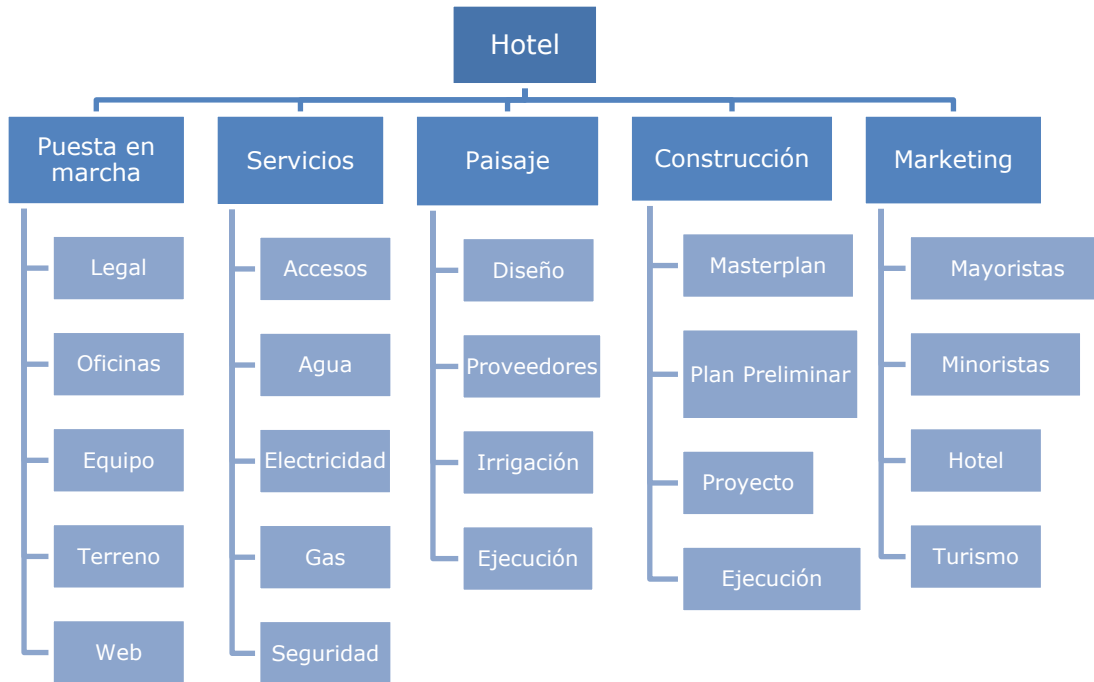 Hotel
Puesta en
marcha
Servicios
Paisaje
Construcción
Marketing
Legal
Oficinas
Equipo
Terreno
Web
Accesos
Agua
Electricidad
Gas
Seguridad
Diseño
Proveedores
Irrigación
Ejecución
Masterplan
Plan Preliminar
Proyecto
Ejecución
Mayoristas
Minoristas
Hotel
Turismo